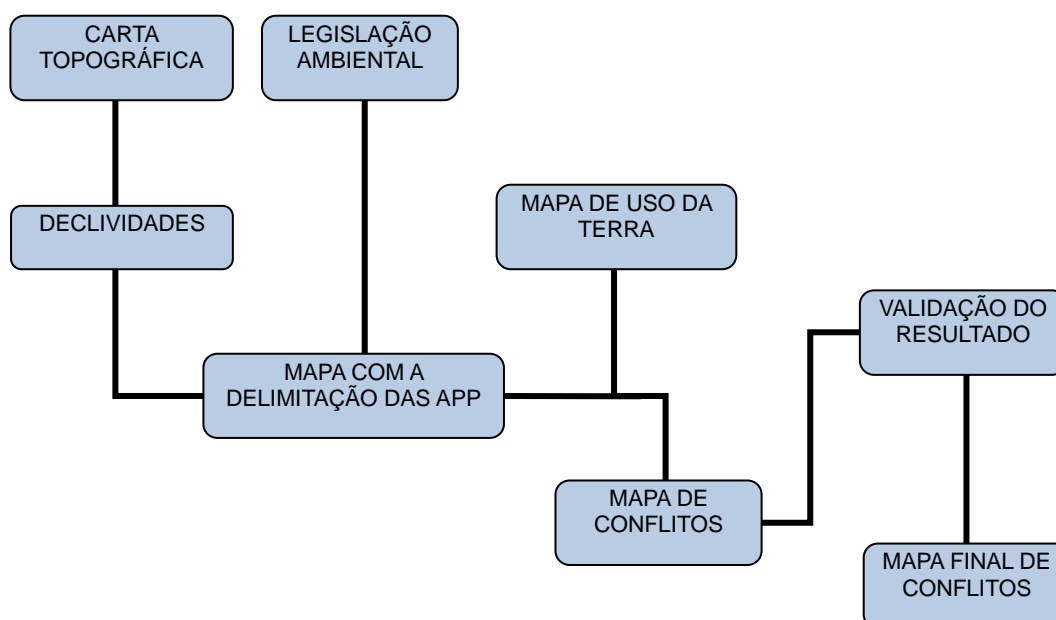 CARTA
TOPOGRÁFICA
LEGISLAÇÃO
AMBIENTAL
DECLIVIDADES
MAPA DE USO DA
TERRA
VALIDAÇÃO DO
RESULTADO
MAPA COM A
DELIMITAÇÃO DAS APP
MAPA DE
CONFLITOS
MAPA FINAL DE
CONFLITOS